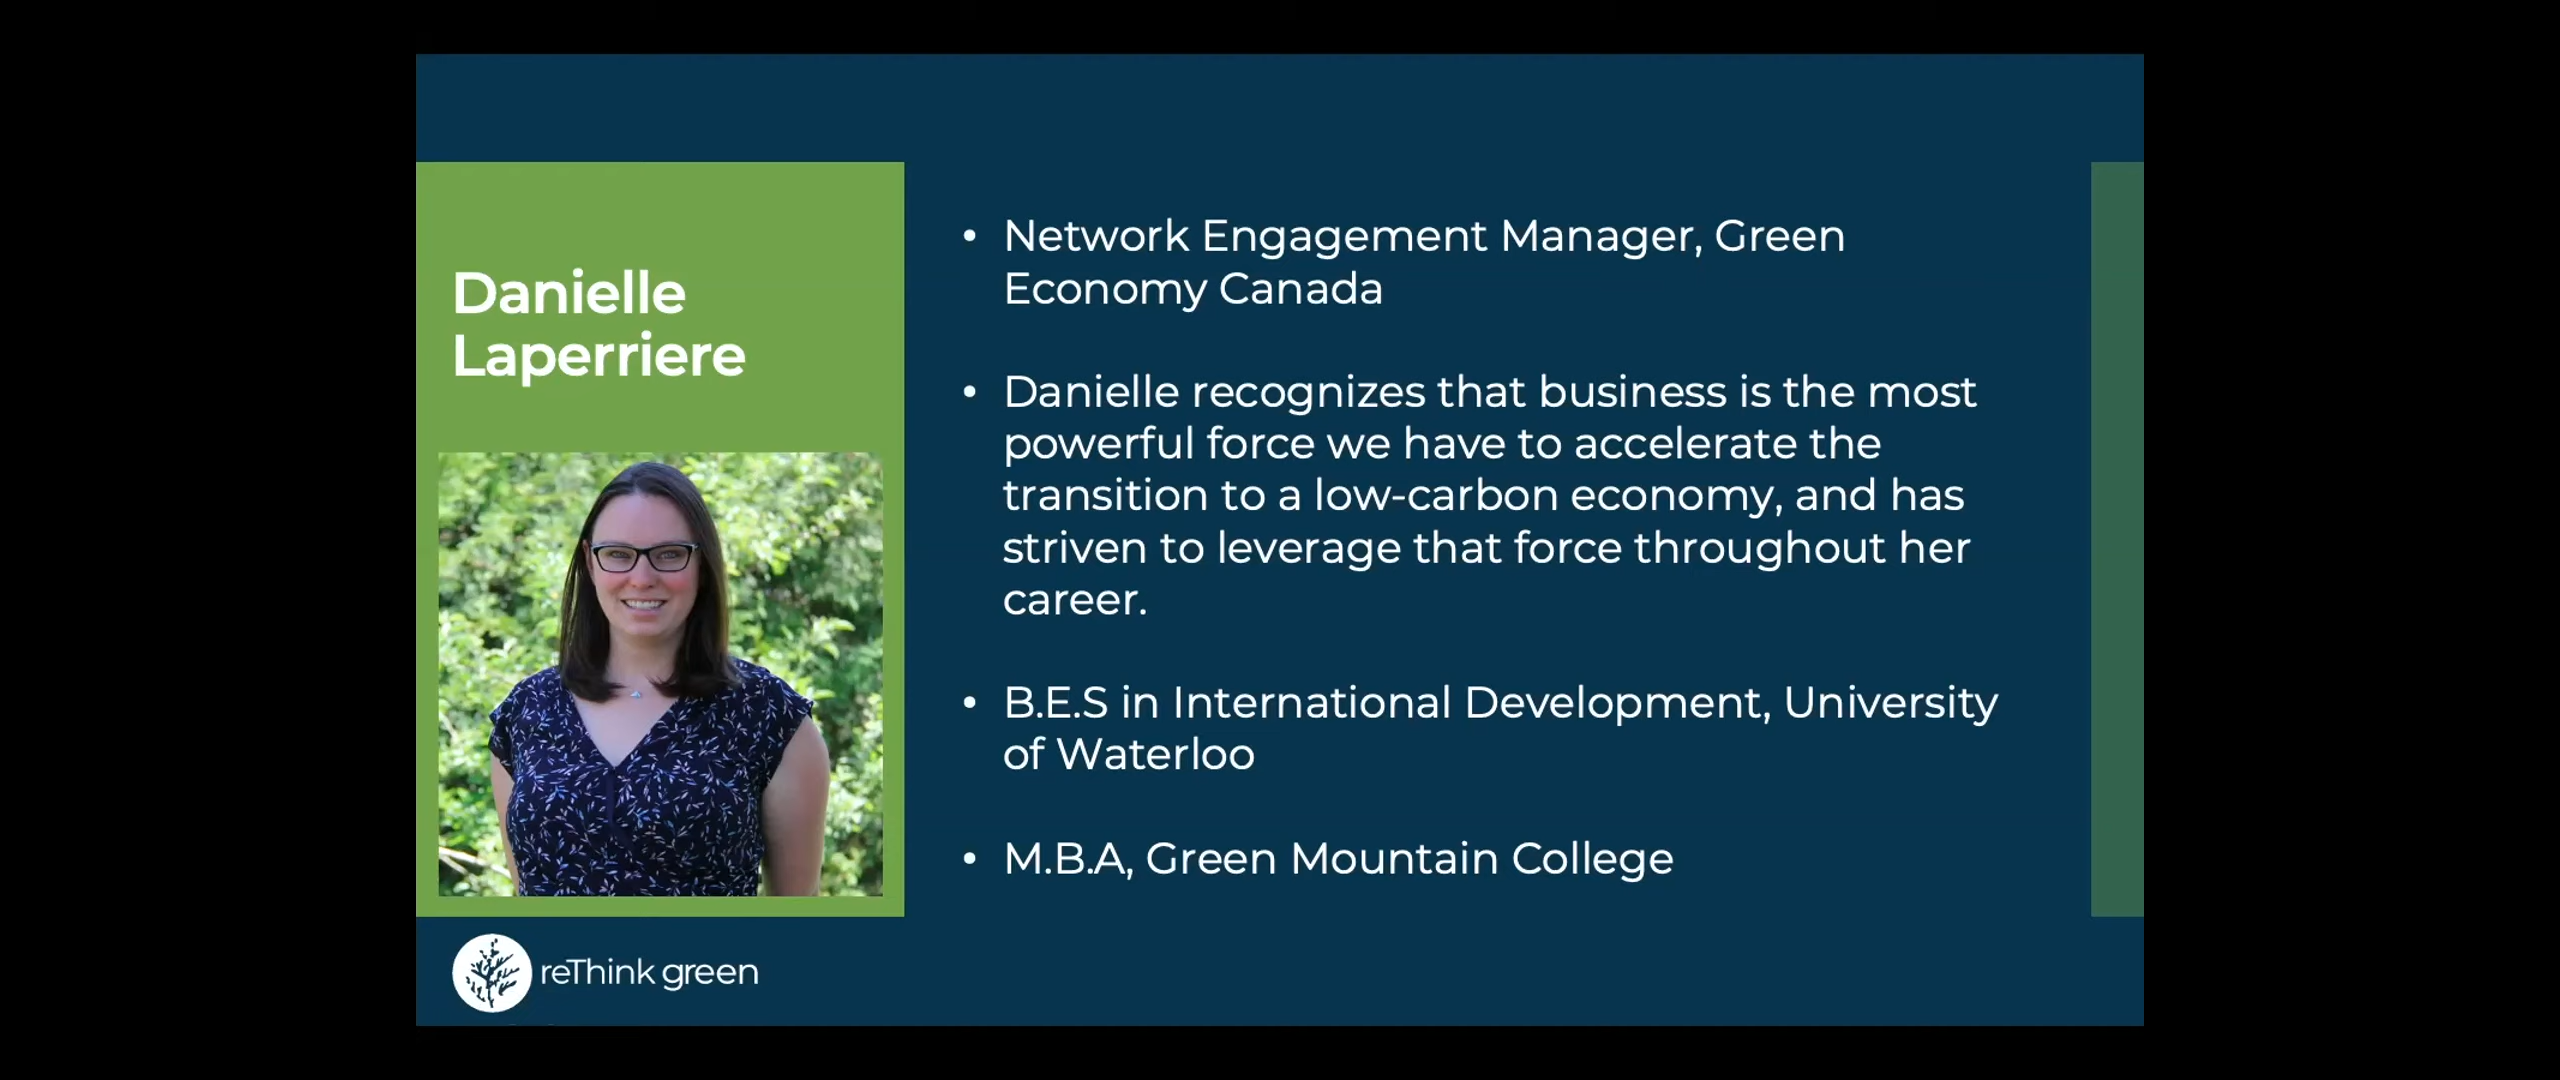 Danielle
Laperriere
• Network Engagement Manager, Green
Economy Canada
• Danielle recognizes that business is the most
powerful force we have to accelerate the
transition to a low-carbon economy, and has
striven to leverage that force throughout her
career.
• B.E.S in International Development, University
of Waterloo
• M.B.A, Green Mountain College
reThink green